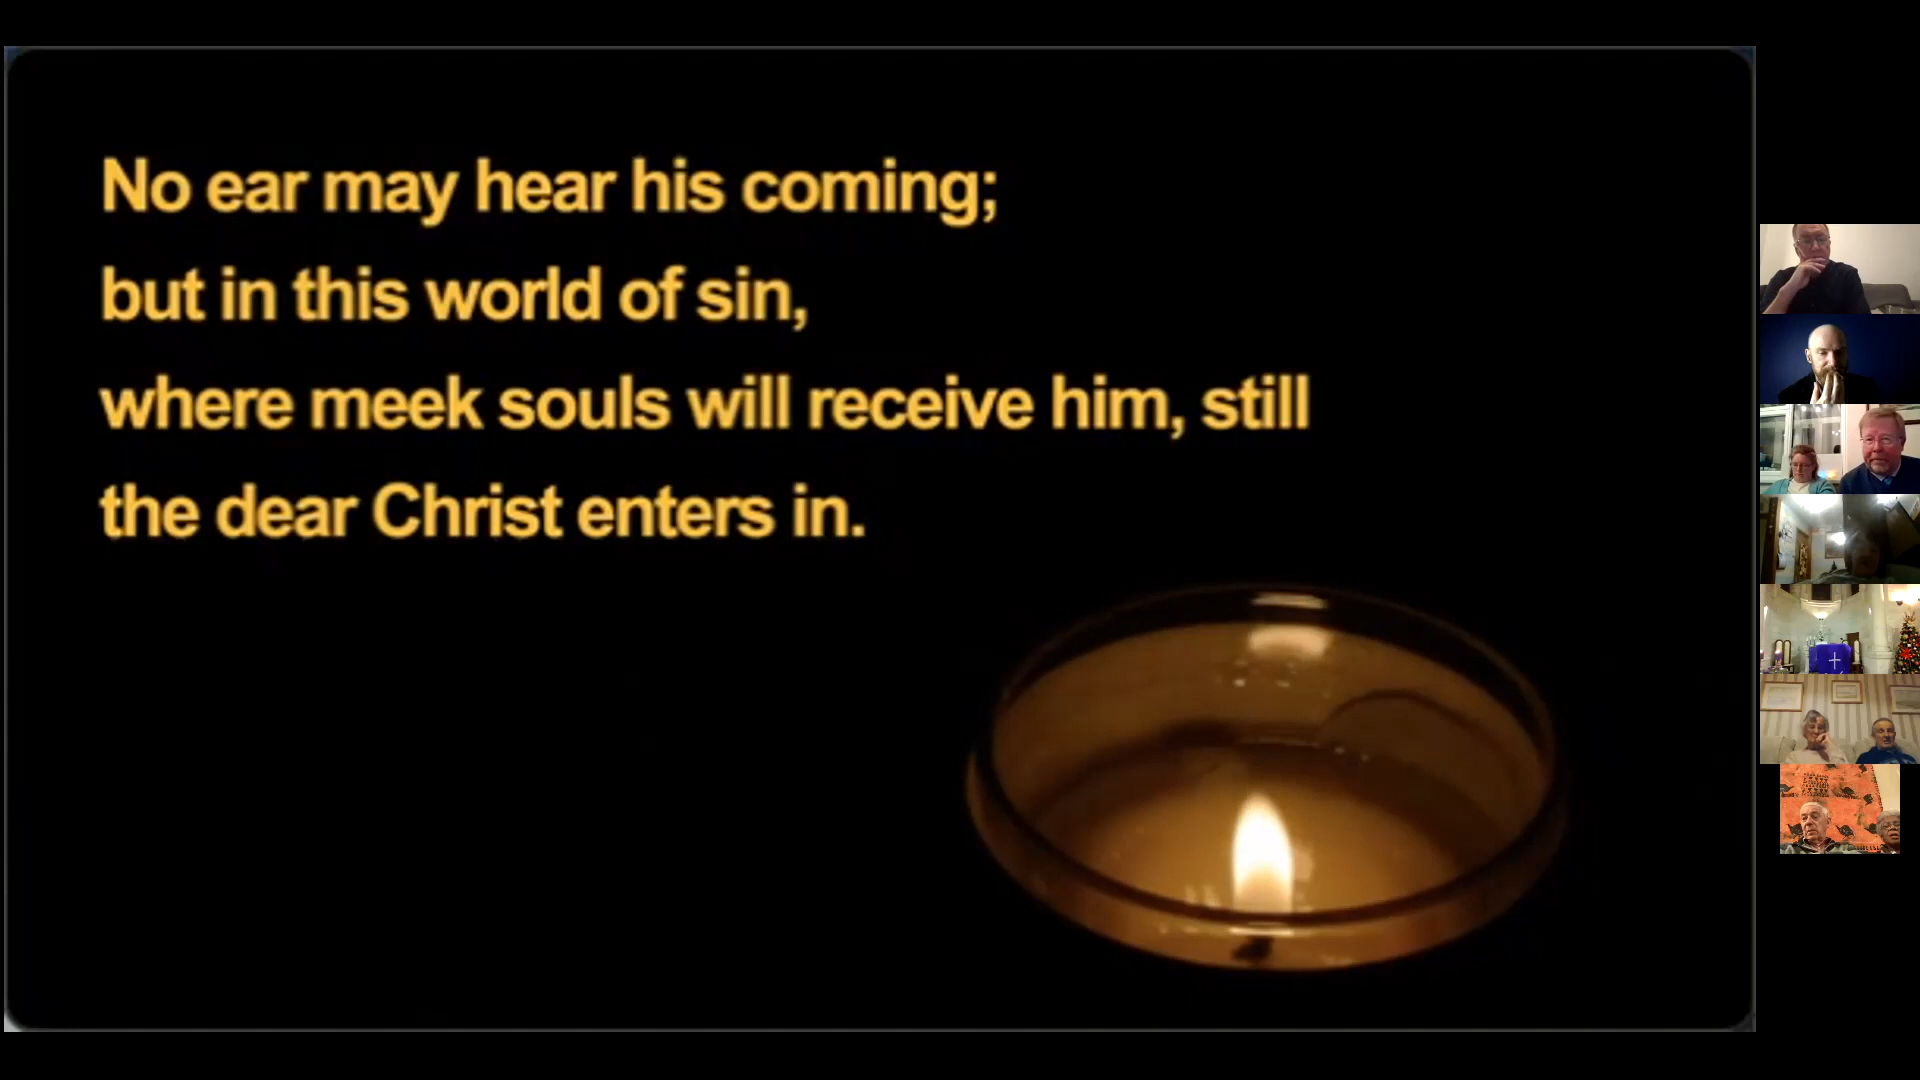 No ear may hear his coming;
but in this world of sin,
where meek souls will receive him, still
the dear Christ enters in.